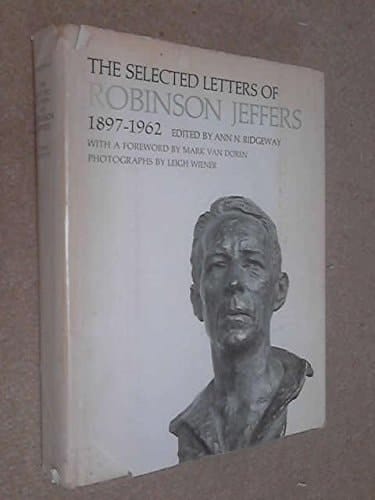 THE SELECTED LETTERS OF
ROBINSON JEFFERS
1897-1962 EDITED BY ANN N. RIDGEWAY
WITH A FOREWORD BY MARK VAN DOREN
PHOTOGRAPHS BY LEIGH WIENER